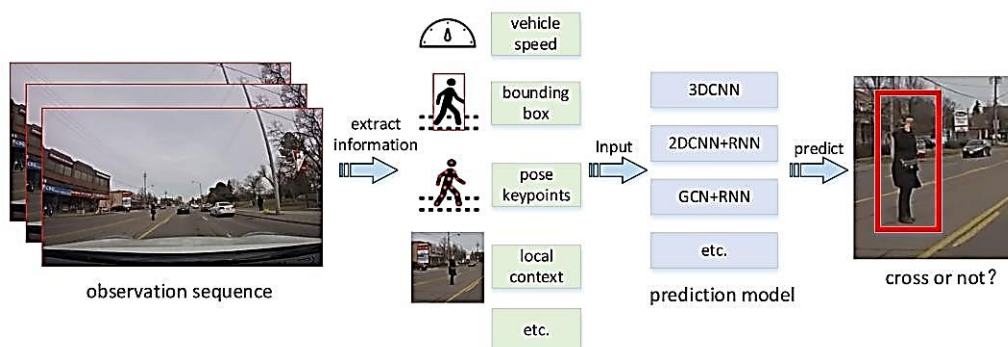 observation sequence
extract
information
vehicle
speed
bounding
box
pose
keypoints
local
context
etc.
Input
3DCNN
2DCNN+RNN
GCN+RNN
etc.
prediction model
predict
cross or not?